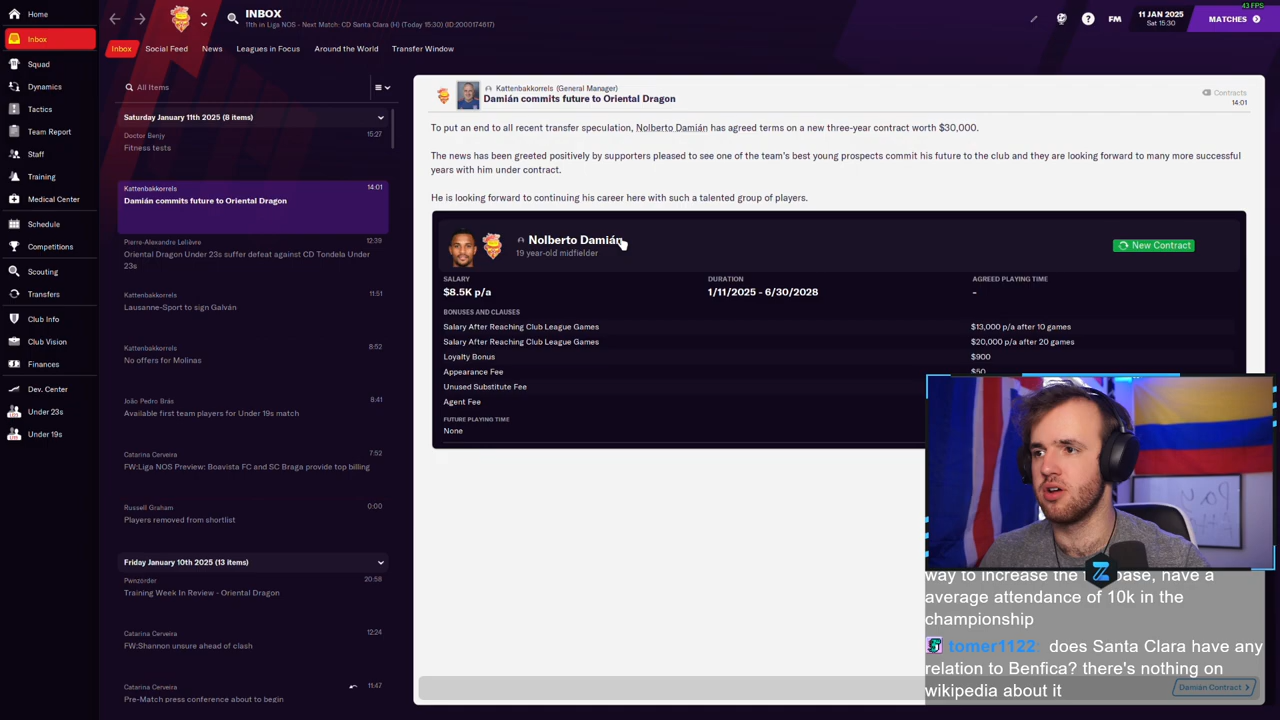 43 FPS
Home
INBOX
11th in Liga NOS - Next Match: CD Santa Clara (H) (Today 15:30) (ID:2000174617)
FM
11 JAN 2025
Sat 15:30
MATCHES
Inbox
Squad
Dynamics
Tactics
Team Report
Staff
Training
Medical Center
Schedule
Competitions
Scouting
Transfers
Club Info
Club Vision
Finances
Dev. Center
Under 23s
Under 19s
Inbox
Social Feed
News
Leagues in Focus
Around the World
Transfer Window
All Items
Saturday January 11th 2025 (8 items)
Doctor Benjy
15:27
Fitness tests
Kattenbakkorrels
14:01
Damián commits future to Oriental Dragon
Pierre-Alexandre Lelièvre
12:39
Oriental Dragon Under 23s suffer defeat against CD Tondela Under
23s
Kattenbakkorrels
11:51
Lausanne-Sport to sign Galván
Kattenbakkorrels
8:52
No offers for Molinas
João Pedro Brás
8:41
Available first team players for Under 19s match
Catarina Cerveira
7:52
FW:Liga NOS Preview: Boavista FC and SC Braga provide top billing
Russell Graham
0:00
Players removed from shortlist
Friday January 10th 2025 (13 items)
Pwnzorder
20:58
Training Week In Review - Oriental Dragon
Catarina Cerveira
12:24
FW:Shannon unsure ahead of clash
Catarina Cerveira
11:47
Pre-Match press conference about to begin
Kattenbakkorrels (General Manager)
Damián commits future to Oriental Dragon
Contracts
14:01
To put an end to all recent transfer speculation, Nolberto Damián has agreed terms on a new three-year contract worth $30,000.
The news has been greeted positively by supporters pleased to see one of the team's best young prospects commit his future to the club and they are looking forward to many more successful
years with him under contract.
He is looking forward to continuing his career here with such a talented group of players.
Nolberto Damián
19 year-old midfielder
New Contract
SALARY
DURATION
AGREED PLAYING TIME
$8.5K p/a
1/11/2025 - 6/30/2028
-
BONUSES AND CLAUSES
Salary After Reaching Club League Games
$13,000 p/a after 10 games
Salary After Reaching Club League Games
$20,000 p/a after 20 games
Loyalty Bonus
$900
Appearance Fee
$50
Unused Substitute Fee
Agent Fee
FUTURE PLAYING TIME
None
way to increase the base, have a
average attendance of 10k in the
championship
tomer1122: does Santa Clara have any
relation to Benfica? there's nothing on
wikipedia about it
Damián Contract